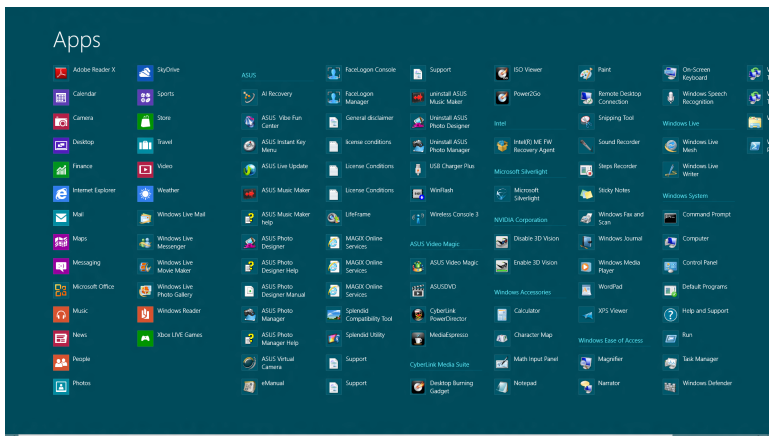 Apps
Adobe Reader X
Calendar
Camera
Desktop
Finance
Internet Explorer
Mail
Maps
Messaging
Microsoft Office
Music
News
People
Photos
SkyDrive
Sports
Store
Travel
Video
Weather
Windows Live Mail
Windows Live
Messenger
Windows Live
Movie Maker
Windows Live
Photo Gallery
Windows Reader
Xbox LIVE Games
ASUS
AI Recovery
ASUS Vibe Fun
Center
ASUS Instant Key
Menu
ASUS Live Update
ASUS Music Maker
ASUS Music Maker
help
ASUS Photo
Designer
ASUS Photo
Designer Help
ASUS Photo
Designer Manual
ASUS Photo
Manager
ASUS Photo
Manager Help
ASUS Virtual
Camera
eManual
FaceLogon Console
FaceLogon
Manager
General disclaimer
license conditions
License Conditions
License Conditions
LifeFrame
MAGIX Online
Services
MAGIX Online
Services
MAGIX Online
Services
Splendid
Compatibility Tool
Splendid Utility
Support
Support
Support
uninstall ASUS
Music Maker
Uninstall ASUS
Photo Designer
Uninstall ASUS
Photo Manager
USB Charger Plus
WinFlash
Wireless Console 3
ASUS Video Magic
ASUS Video Magic
ASUSDVD
CyberLink
PowerDirector
MediaEspresso
CyberLink Media Suite
Desktop Burning
Gadget
ISO Viewer
Power2Go
Intel
Intel(R) ME FW
Recovery Agent
Microsoft Silverlight
Microsoft
Silverlight
NVIDIA Corporation
Disable 3D Vision
Enable 3D Vision
Windows Accessories
Calculator
Character Map
Math Input Panel
Notepad
Paint
Remote Desktop
Connection
Snipping Tool
Sound Recorder
Steps Recorder
Sticky Notes
Windows Fax and
Scan
Windows Journal
Windows Media
Player
WordPad
XPS Viewer
Windows Ease of Access
Magnifier
Narrator
On-Screen
Keyboard
Windows Speech
Recognition
Windows Live
Windows Live
Mesh
Windows Live
Writer
Windows System
Command Prompt
Computer
Control Panel
Default Programs
Help and Support
Run
Task Manager
Windows Defender